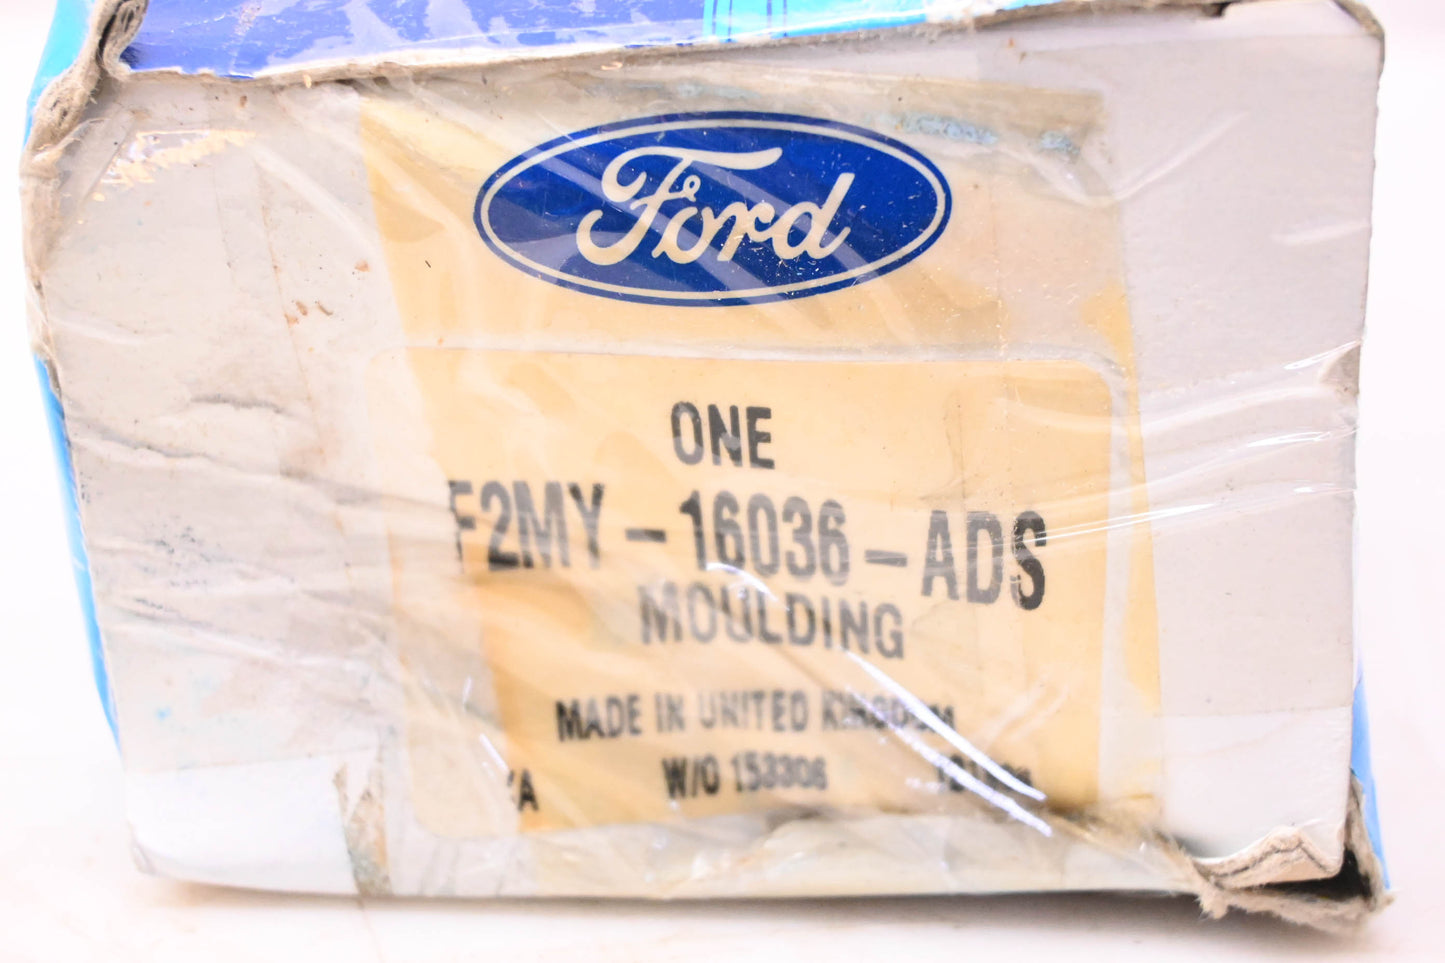 Ford
ONE
F2MY-16036-ADS
MOULDING
MADE IN UNITED KINGDOM
W/O 153306